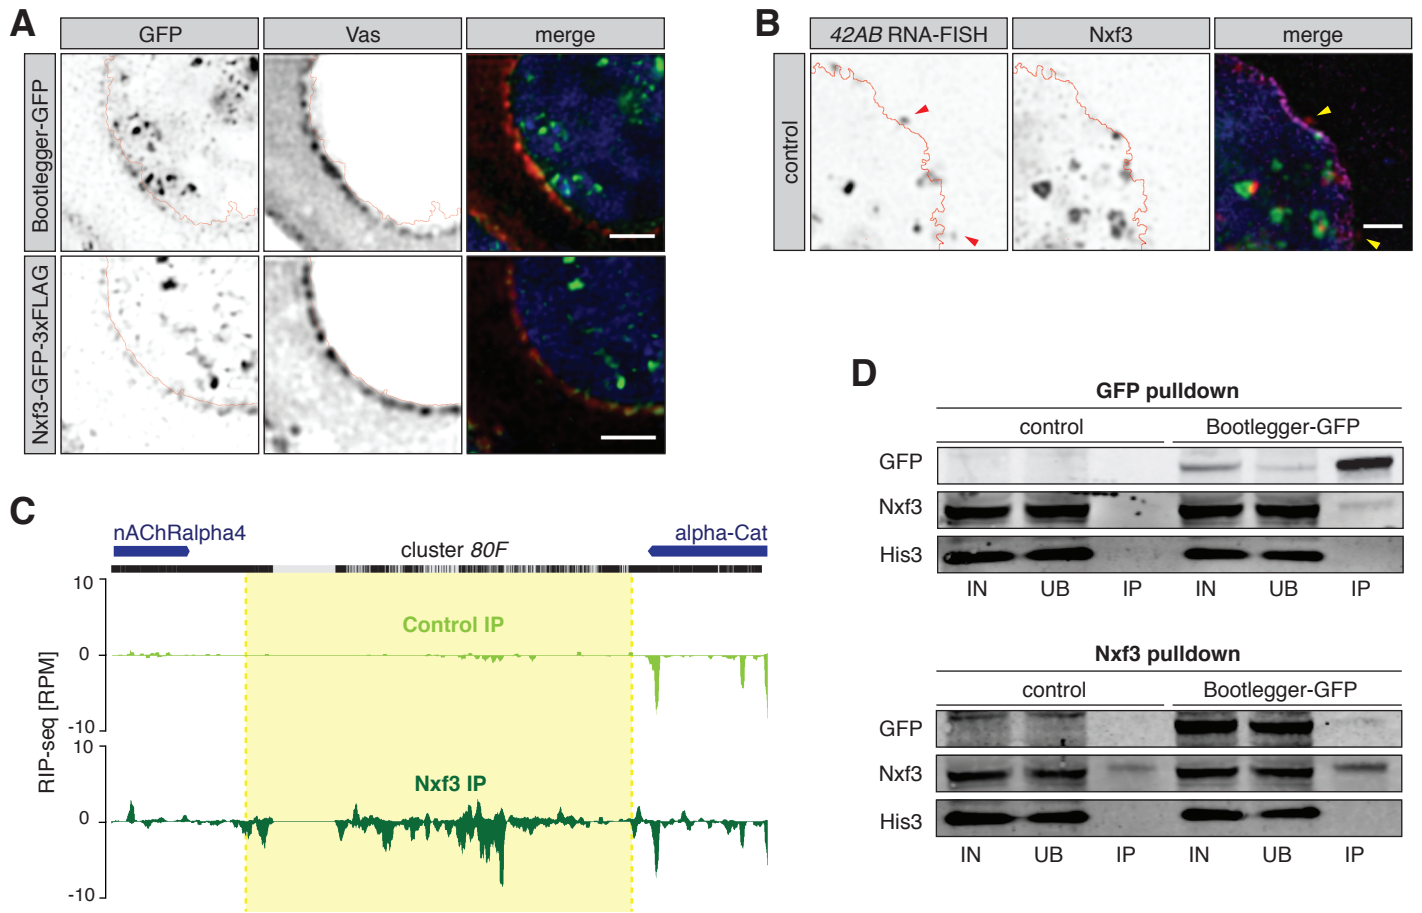 A
GFP
Vas
merge
Bootlegger-GFP
Nxf3-GFP-3xFLAG
B
42AB RNA-FISH
Nxf3
merge
control
C
nAChRalpha4
cluster 80F
alpha-Cat
RIP-seq [RPM]
10
0
-10
Control IP
10
0
-10
Nxf3 IP
D
GFP pulldown
control
Bootlegger-GFP
GFP
Nxf3
His3
IN UB IP IN UB IP
Nxf3 pulldown
control
Bootlegger-GFP
GFP
Nxf3
His3
IN UB IP IN UB IP